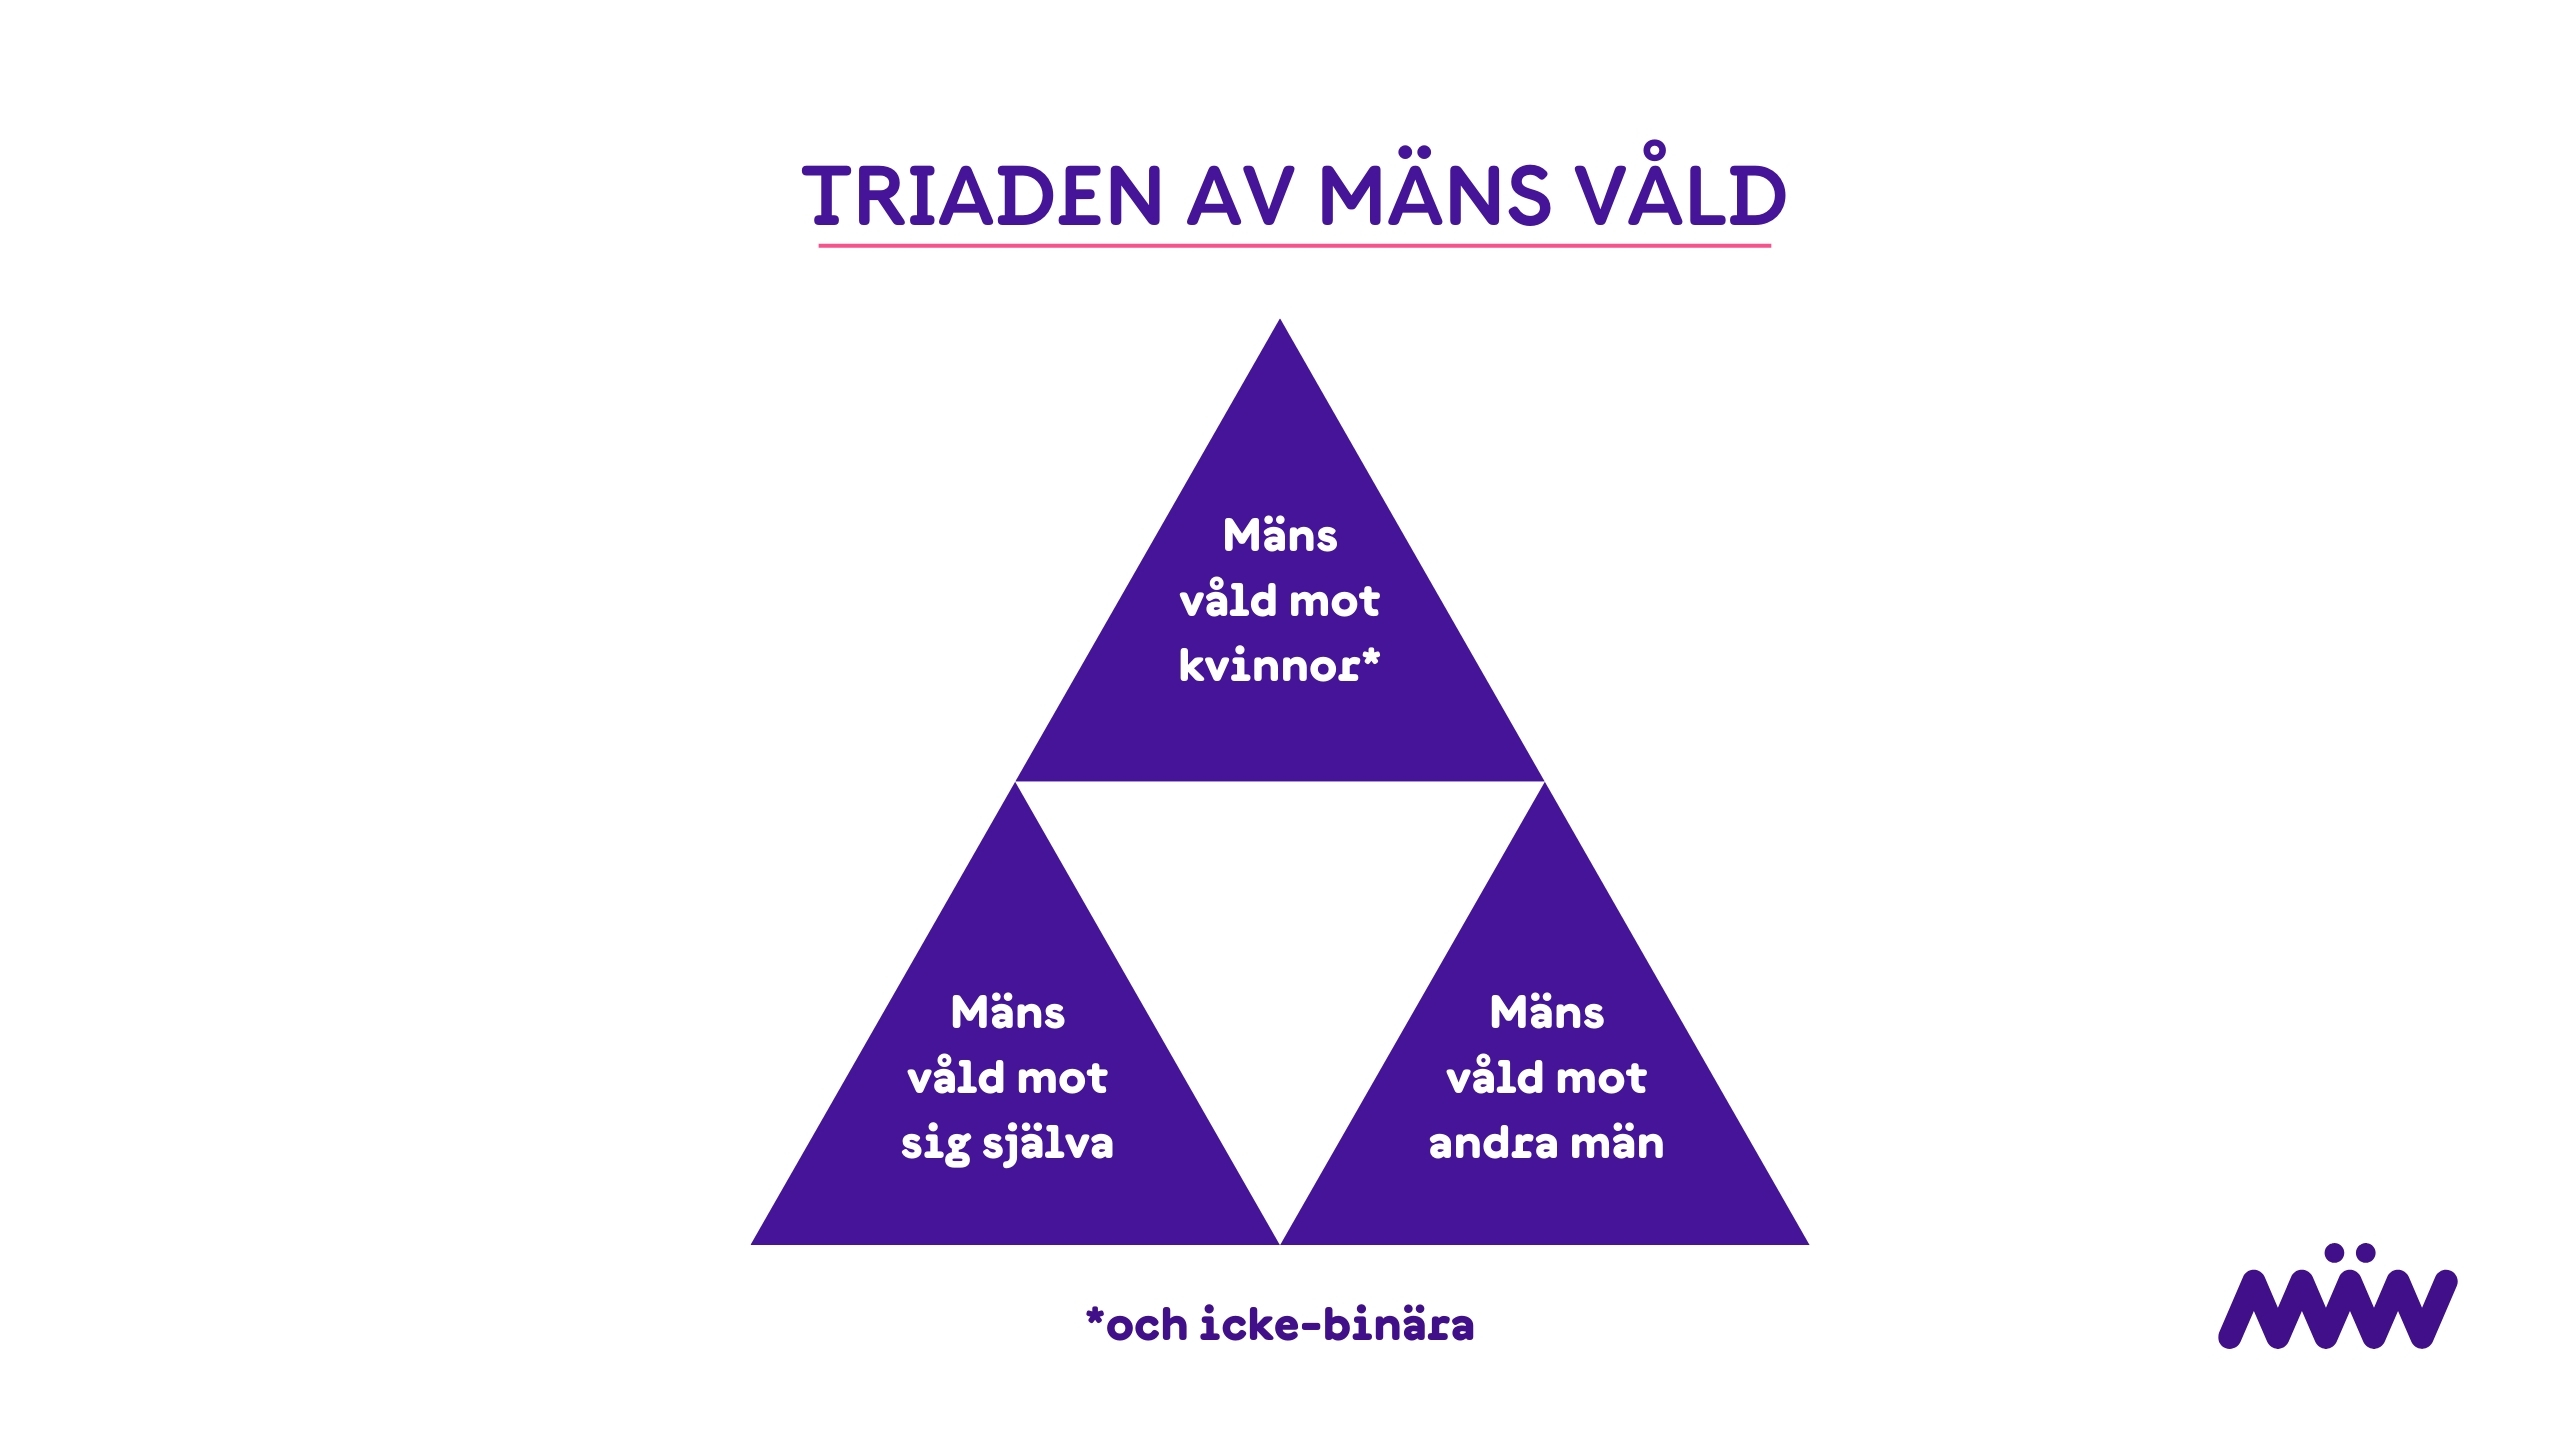 TRIADEN AV MÄNS VÅLD
Mäns
våld mot
kvinnor*
Mäns
våld mot
sig själva
Mäns
våld mot
andra män
*och icke-binära
MÄN